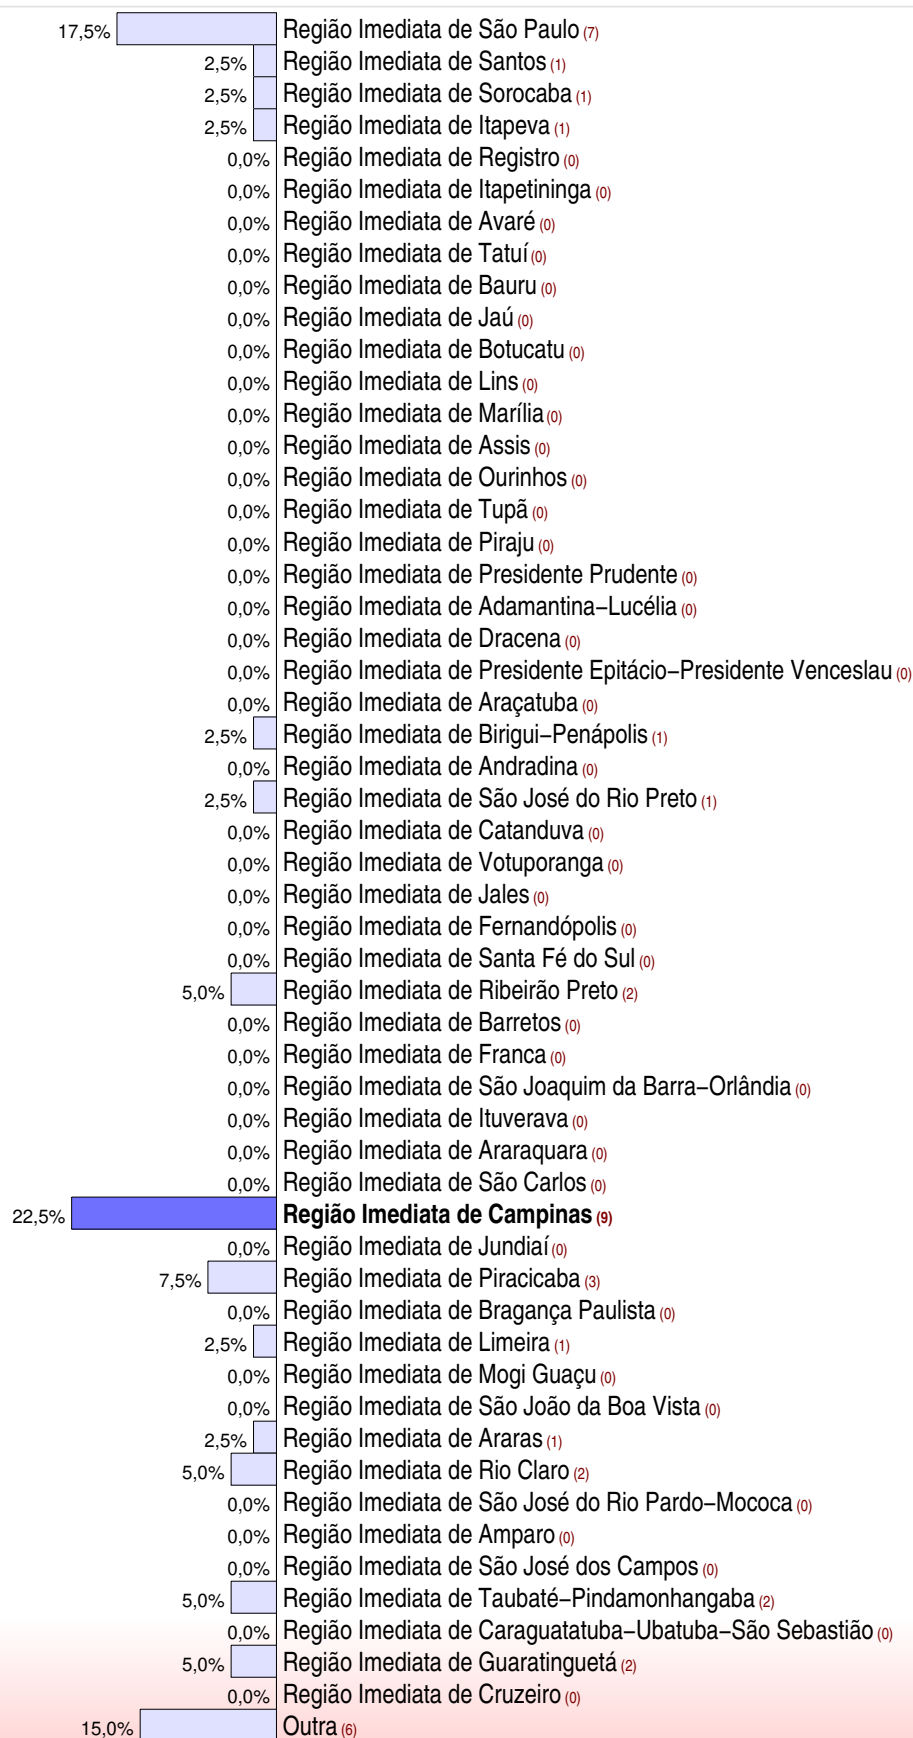 17,5% Região Imediata de São Paulo (7)
2,5% Região Imediata de Santos (1)
2,5% Região Imediata de Sorocaba (1)
2,5% Região Imediata de Itapeva (1)
0,0% Região Imediata de Registro (0)
0,0% Região Imediata de Itapetininga (0)
0,0% Região Imediata de Avaré (0)
0,0% Região Imediata de Tatuí (0)
0,0% Região Imediata de Bauru (0)
0,0% Região Imediata de Jaú (0)
0,0% Região Imediata de Botucatu (0)
0,0% Região Imediata de Lins (0)
0,0% Região Imediata de Marília (0)
0,0% Região Imediata de Assis (0)
0,0% Região Imediata de Ourinhos (0)
0,0% Região Imediata de Tupã (0)
0,0% Região Imediata de Piraju (0)
0,0% Região Imediata de Presidente Prudente (0)
0,0% Região Imediata de Adamantina–Lucélia (0)
0,0% Região Imediata de Dracena (0)
0,0% Região Imediata de Presidente Epitácio–Presidente Venceslau (0)
0,0% Região Imediata de Araçatuba (0)
2,5% Região Imediata de Birigui–Penápolis (1)
0,0% Região Imediata de Andradina (0)
2,5% Região Imediata de São José do Rio Preto (1)
0,0% Região Imediata de Catanduva (0)
0,0% Região Imediata de Votuporanga (0)
0,0% Região Imediata de Jales (0)
0,0% Região Imediata de Fernandópolis (0)
0,0% Região Imediata de Santa Fé do Sul (0)
5,0% Região Imediata de Ribeirão Preto (2)
0,0% Região Imediata de Barretos (0)
0,0% Região Imediata de Franca (0)
0,0% Região Imediata de São Joaquim da Barra–Orlândia (0)
0,0% Região Imediata de Ituverava (0)
0,0% Região Imediata de Araraquara (0)
0,0% Região Imediata de São Carlos (0)
22,5% Região Imediata de Campinas (9)
0,0% Região Imediata de Jundiaí (0)
7,5% Região Imediata de Piracicaba (3)
0,0% Região Imediata de Bragança Paulista (0)
2,5% Região Imediata de Limeira (1)
0,0% Região Imediata de Mogi Guaçu (0)
0,0% Região Imediata de São João da Boa Vista (0)
2,5% Região Imediata de Araras (1)
5,0% Região Imediata de Rio Claro (2)
0,0% Região Imediata de São José do Rio Pardo–Mococa (0)
0,0% Região Imediata de Amparo (0)
0,0% Região Imediata de São José dos Campos (0)
5,0% Região Imediata de Taubaté–Pindamonhangaba (2)
0,0% Região Imediata de Caraguatatuba–Ubatuba–São Sebastião (0)
5,0% Região Imediata de Guaratinguetá (2)
0,0% Região Imediata de Cruzeiro (0)
15,0% Outra (6)